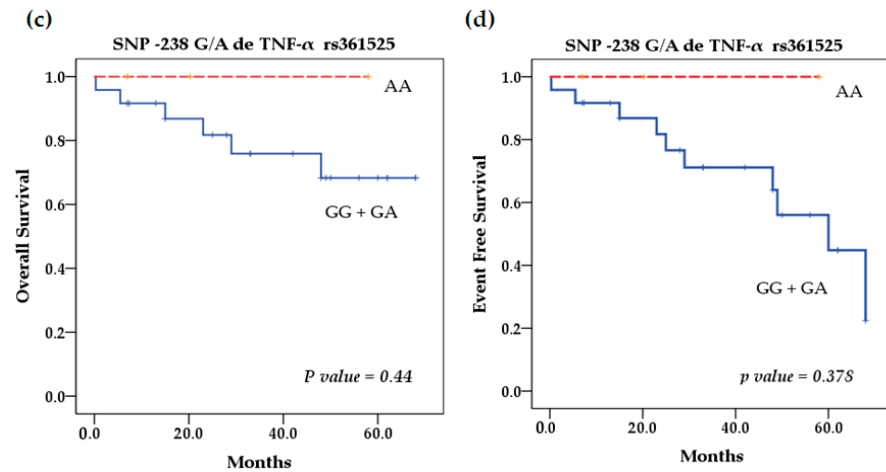 (c)
SNP -238 G/A de TNF-α rs361525
Overall Survival
1.0
0.8
0.6
0.4
0.2
0.0
AA
GG + GA
P value = 0.44
0.0 20.0 40.0 60.0
Months
(d)
SNP -238 G/A de TNF-α rs361525
Event Free Survival
1.0
0.8
0.6
0.4
0.2
0.0
AA
GG + GA
p value = 0.378
0.0 20.0 40.0 60.0
Months